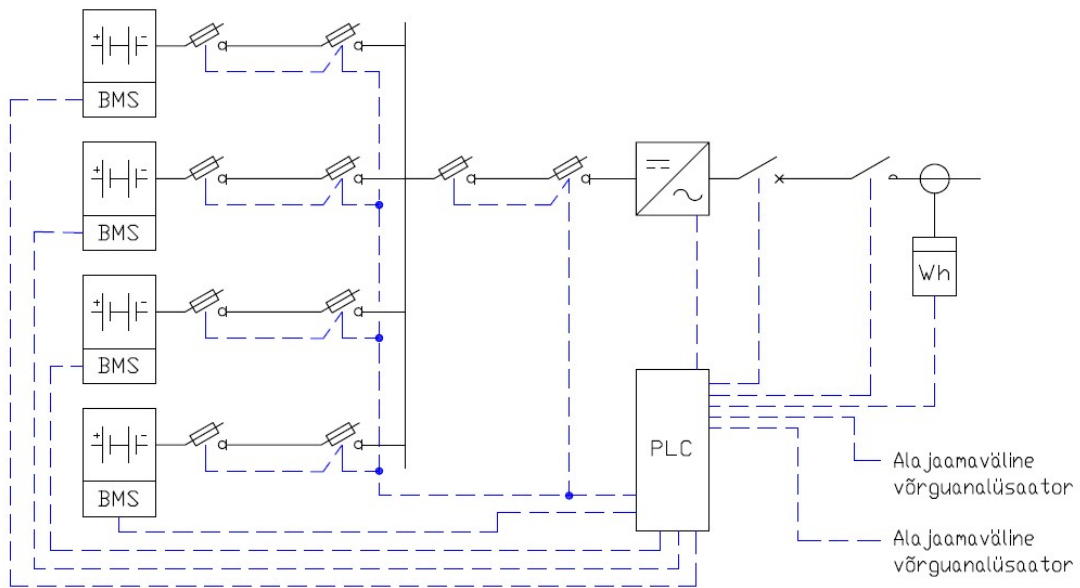 + -
BMS
+ -
BMS
Wh
+ -
BMS
PLC
+ -
BMS
Alajaamaväline
võrguanalüsaator
Alajaamaväline
võrguanalüsaator